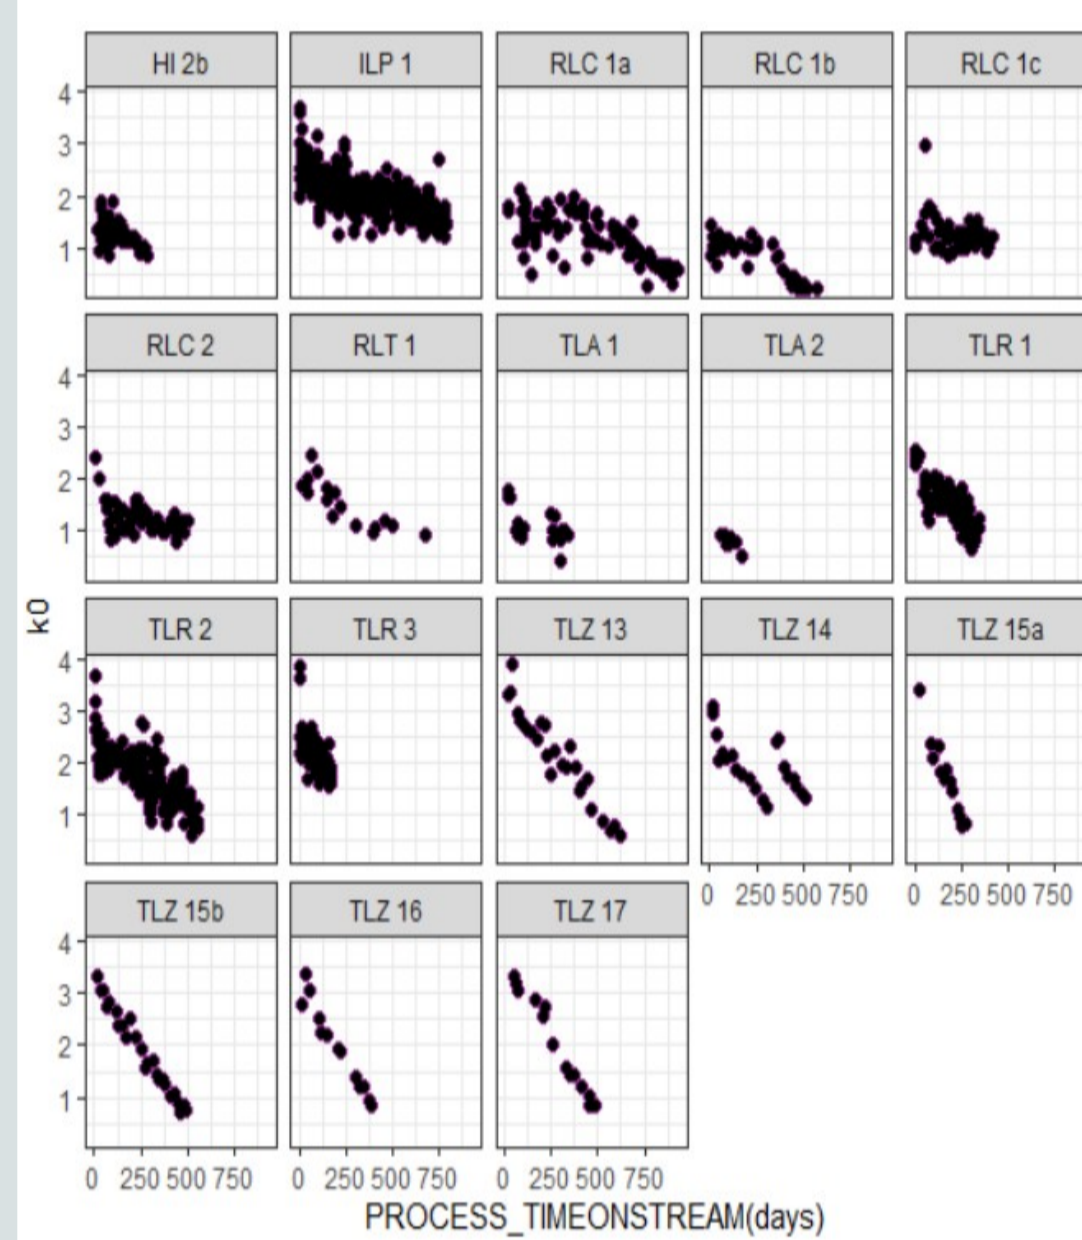 HI 2b ILP 1 RLC 1a RLC 1b RLC 1c
4
3
2
1
RLC 2 RLT 1 TLA 1 TLA 2 TLR 1
4
3
2
1
k0
TLR 2 TLR 3 TLZ 13 TLZ 14 TLZ 15a
4
3
2
1
0 250 500 750 0 250 500 750
TLZ 15b TLZ 16 TLZ 17
4
3
2
1
0 250 500 750 0 250 500 750 0 250 500 750
PROCESS_TIMEONSTREAM(days)